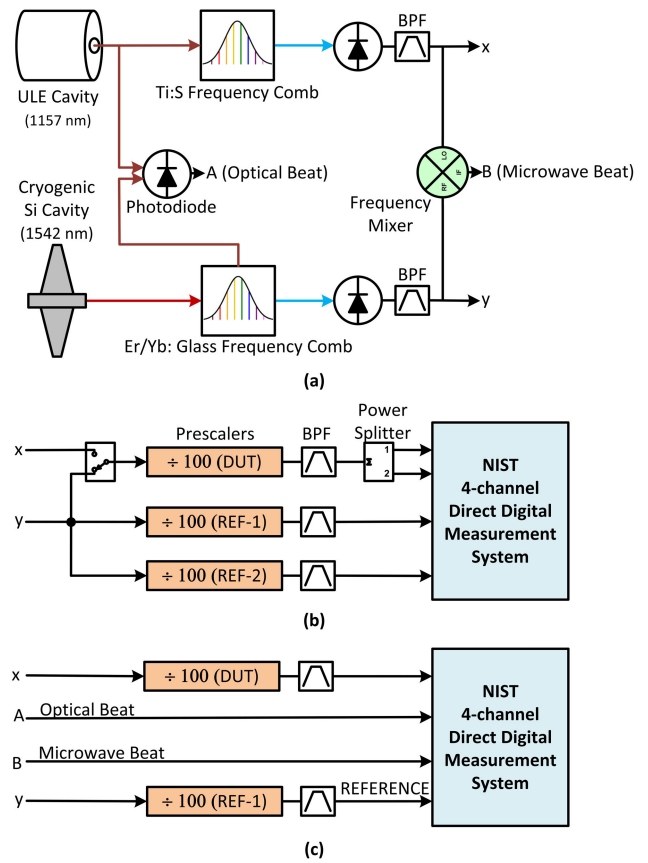 ULE Cavity
(1157 nm)
Ti:S Frequency Comb
BPF
x
Cryogenic
Si Cavity
(1542 nm)
Photodiode
A (Optical Beat)
LO
RF
IF
B (Microwave Beat)
Frequency
Mixer
Er/Yb: Glass Frequency Comb
BPF
y
(a)
x
y
Prescalers
÷ 100 (DUT)
BPF
Power
Splitter
Σ
1
2
÷ 100 (REF-1)
÷ 100 (REF-2)
NIST
4-channel
Direct Digital
Measurement
System
(b)
x
÷ 100 (DUT)
A
Optical Beat
B
Microwave Beat
y
÷ 100 (REF-1)
REFERENCE
NIST
4-channel
Direct Digital
Measurement
System
(c)